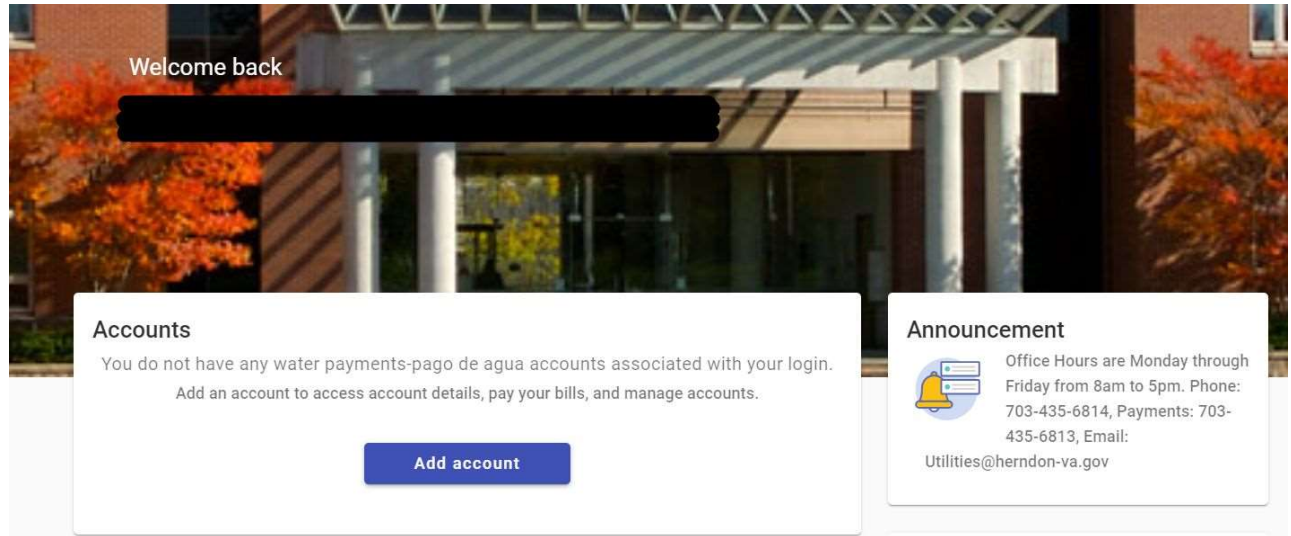 Welcome back
Accounts
You do not have any water payments-pago de agua accounts associated with your login.
Add an account to access account details, pay your bills, and manage accounts.
Add account
Announcement
Office Hours are Monday through
Friday from 8am to 5pm. Phone:
703-435-6814, Payments: 703-
435-6813, Email:
Utilities@herndon-va.gov